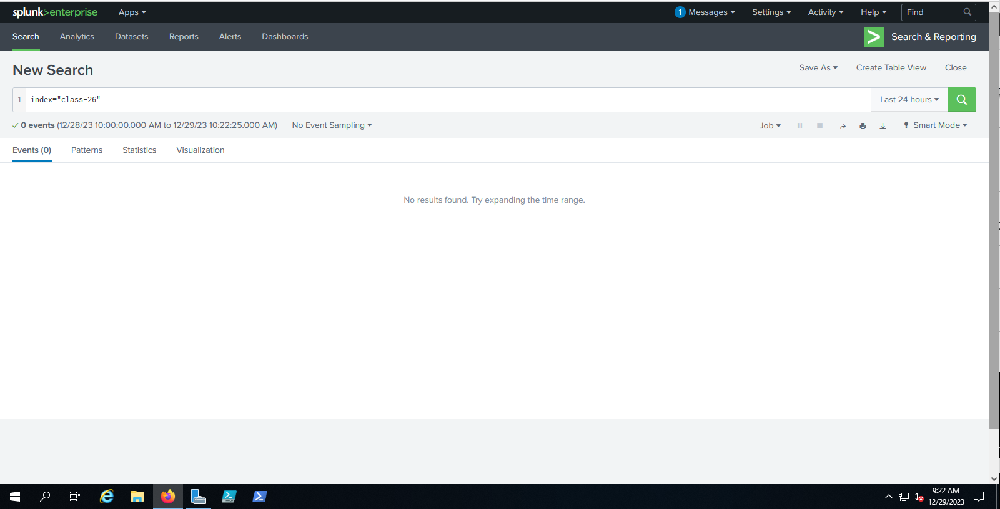 splunk>enterprise Apps 1 Messages Settings Activity Help Find
Search Analytics Datasets Reports Alerts Dashboards > Search & Reporting
New Search Save As Create Table View Close
1 index="class-26" Last 24 hours
0 events (12/28/23 10:00:00.000 AM to 12/29/23 10:22:25.000 AM) No Event Sampling Job Smart Mode
Events (0) Patterns Statistics Visualization
No results found. Try expanding the time range.
9:22 AM
12/29/2023